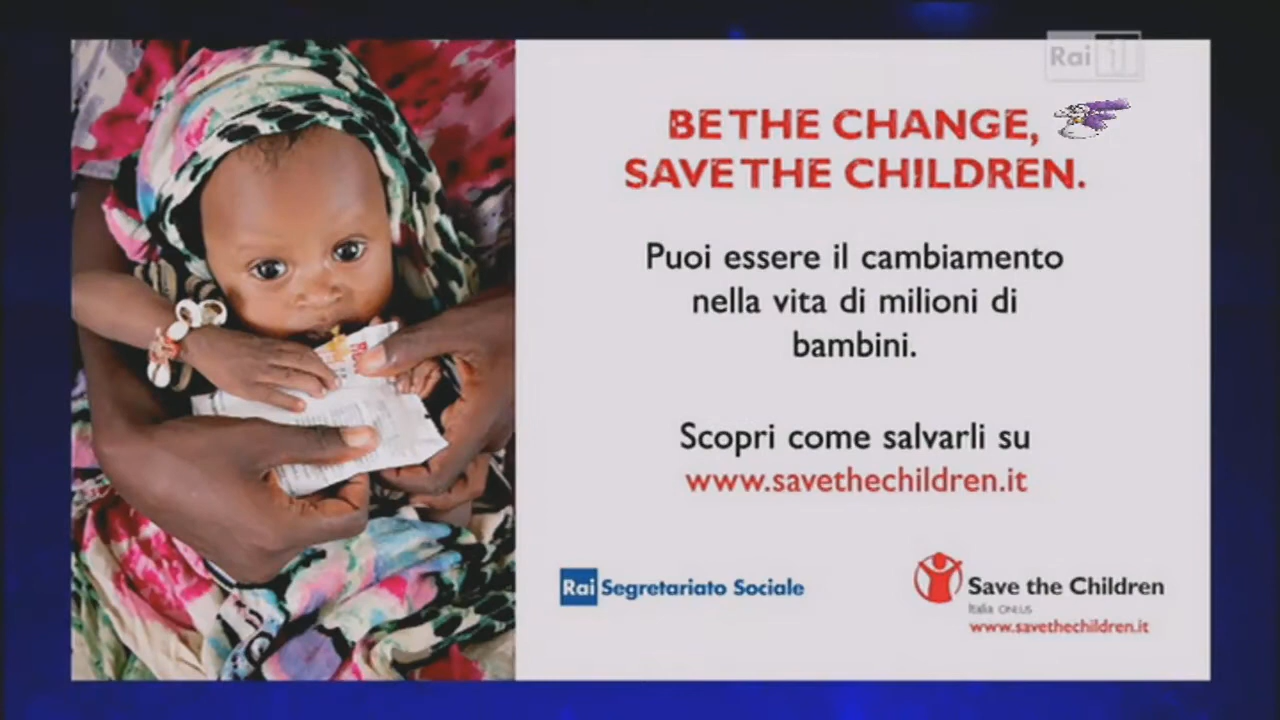 Rai 1
BE THE CHANGE,
SAVE THE CHILDREN.
Puoi essere il cambiamento
nella vita di milioni di
bambini.
Scopri come salvarli su
www.savethechildren.it
Rai Segretariato Sociale
Save the Children
Italia ONLUS
www.savethechildren.it